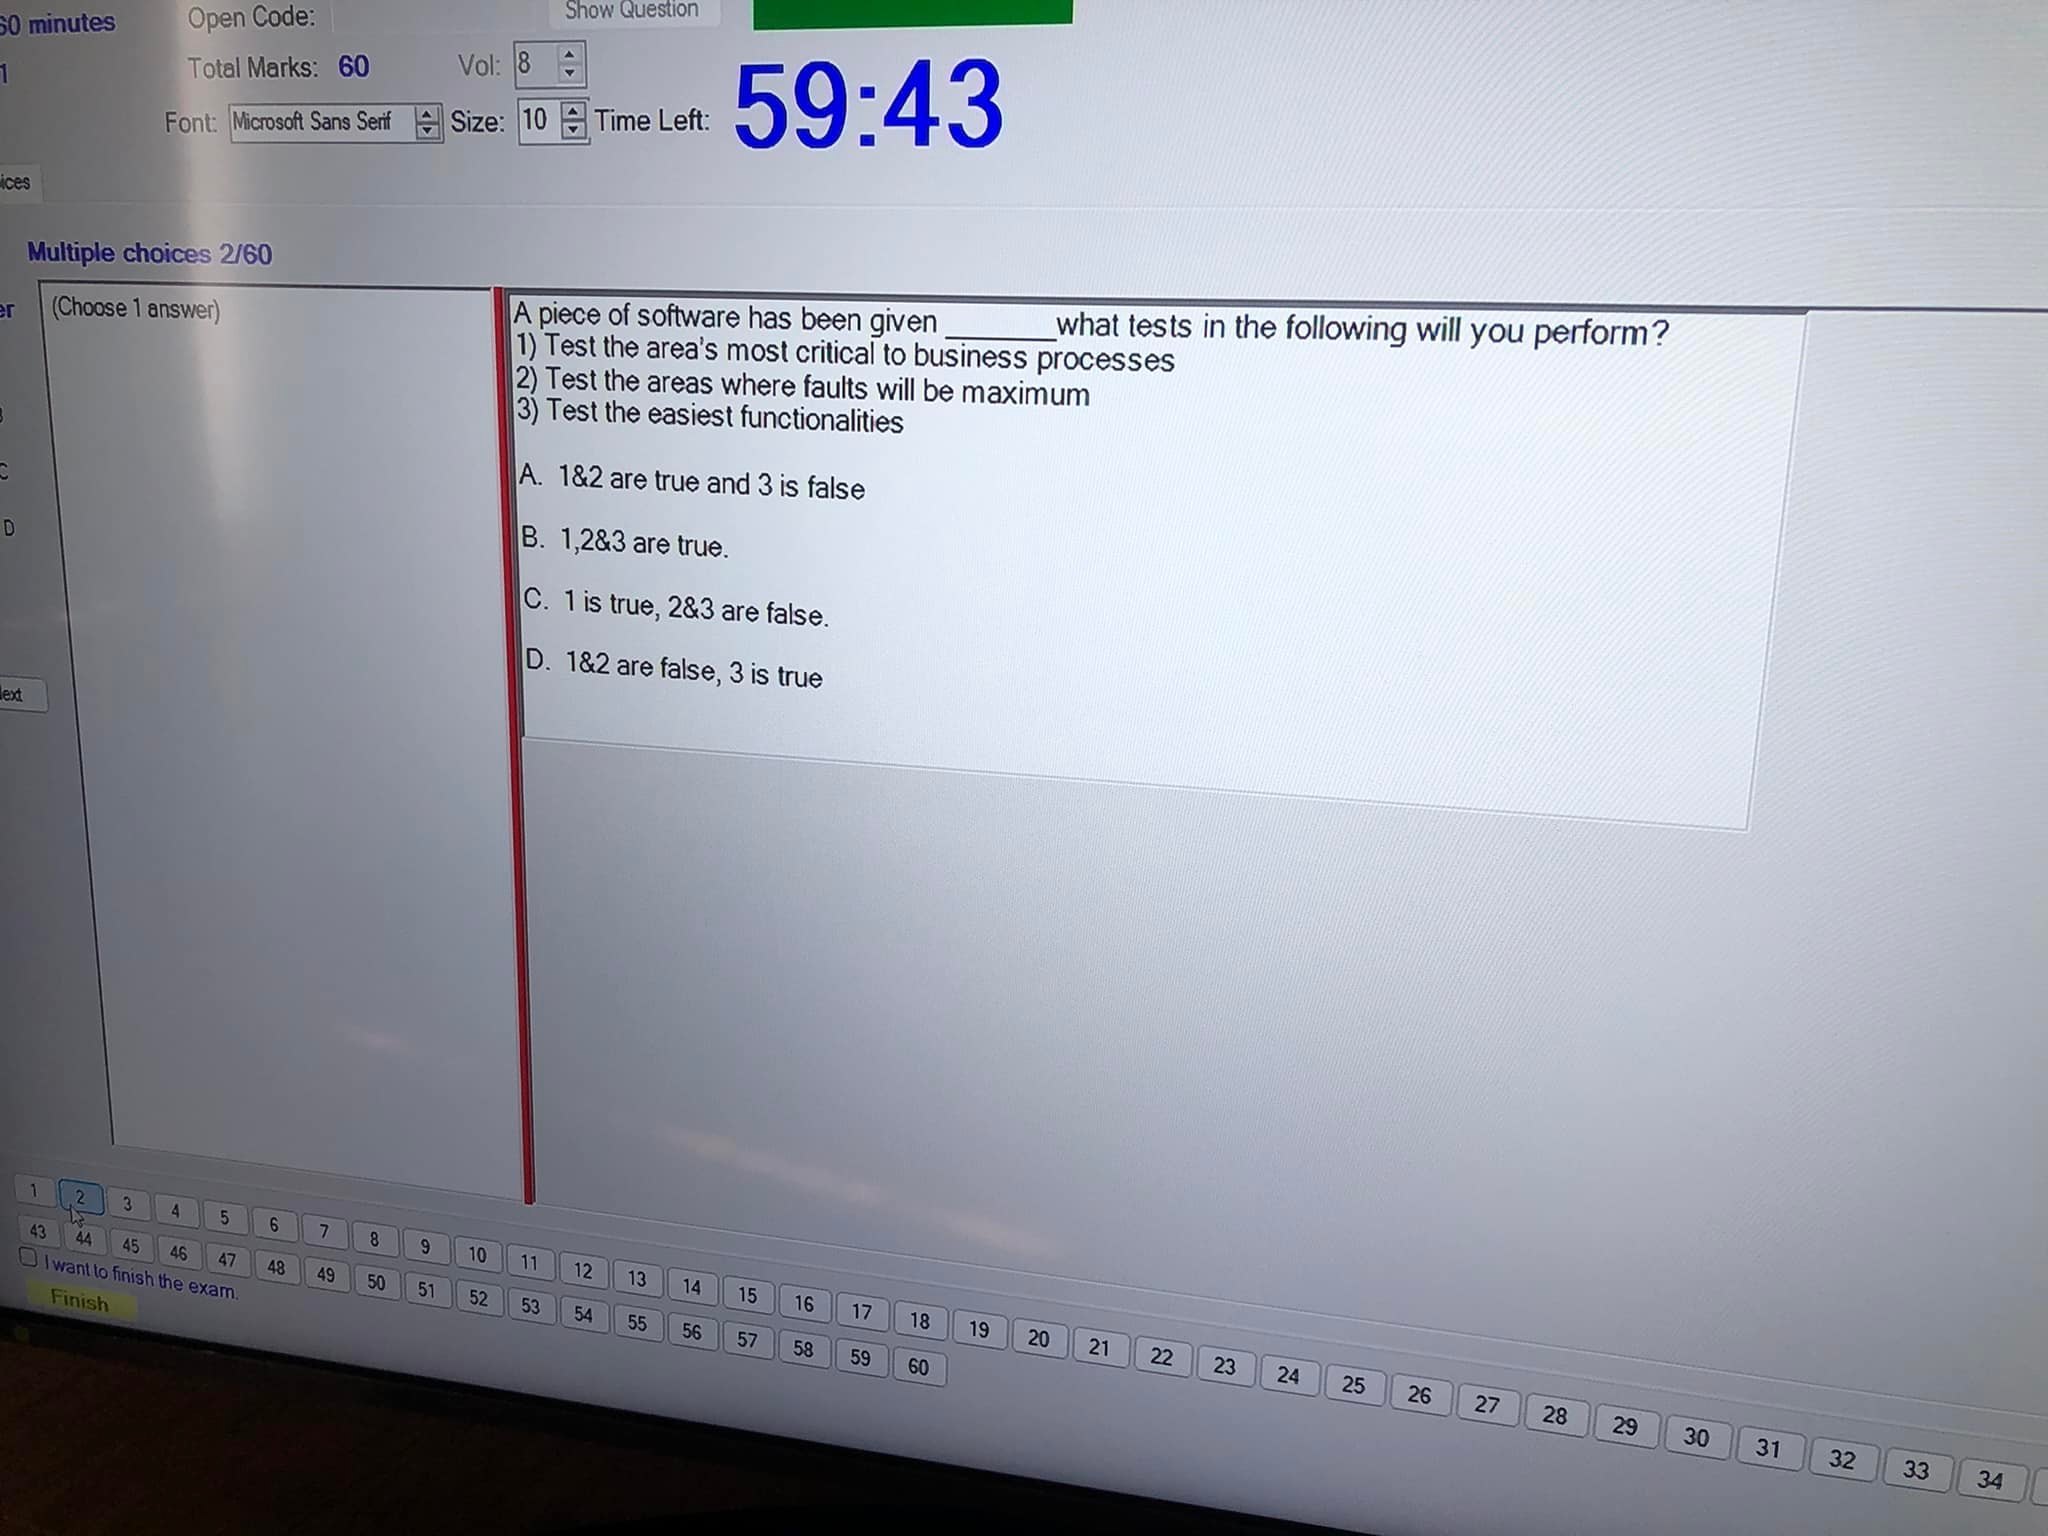 60 minutes
Open Code:
Show Question
1
Total Marks: 60
Vol: 8
Font: Microsoft Sans Serif
Size: 10
Time Left: 59:43
ices
Multiple choices 2/60
er
(Choose 1 answer)
A piece of software has been given _______what tests in the following will you perform?
1) Test the area's most critical to business processes
2) Test the areas where faults will be maximum
3) Test the easiest functionalities
A. 1&2 are true and 3 is false
B. 1,2&3 are true.
C. 1 is true, 2&3 are false.
D. 1&2 are false, 3 is true
C
D
ext
1 2 3 4 5 6 7 8 9 10 11 12 13 14 15 16 17 18 19 20 21 22 23 24 25 26 27 28 29 30 31 32 33 34
43 44 45 46 47 48 49 50 51 52 53 54 55 56 57 58 59 60
I want to finish the exam.
Finish